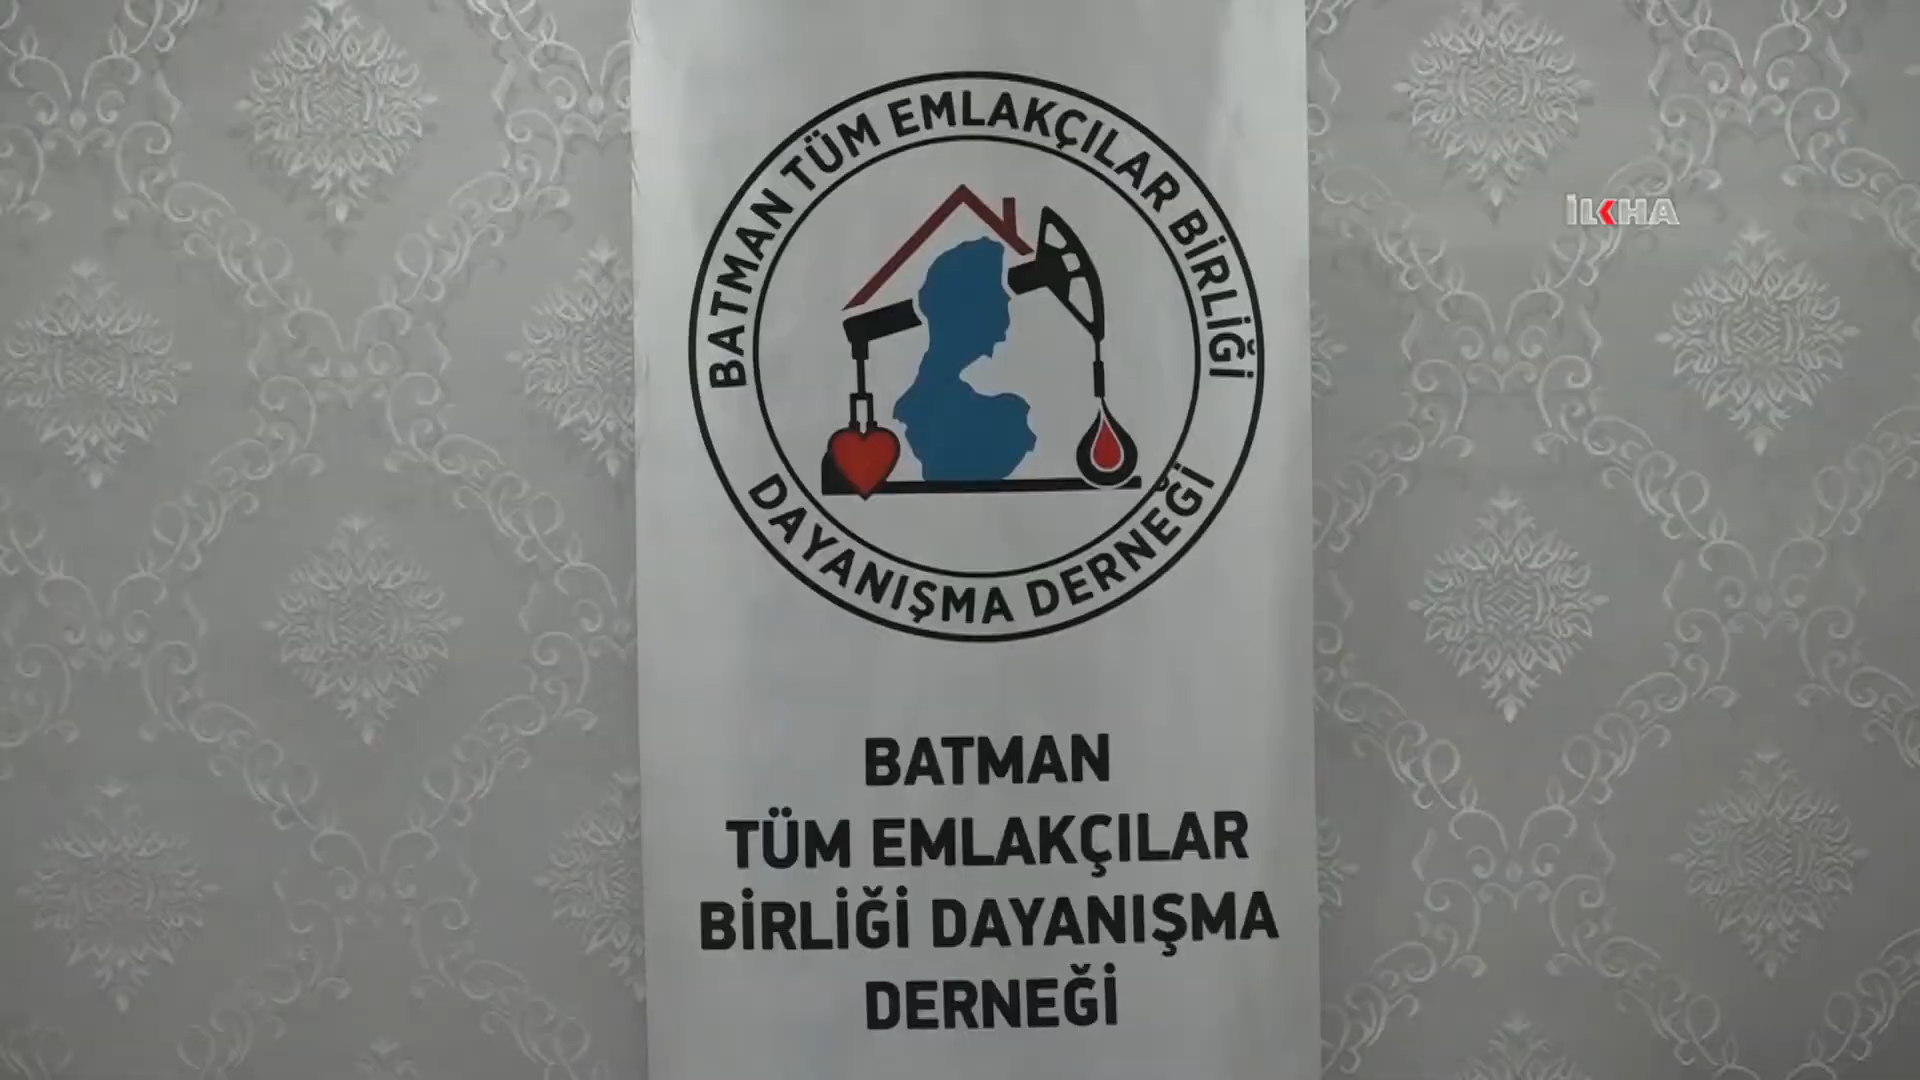 BATMAN TÜM EMLAKÇILAR BİRLİĞİ
DAYANIŞMA DERNEĞİ
İLKHA
BATMAN
TÜM EMLAKÇILAR
BİRLİĞİ DAYANIŞMA
DERNEĞİ